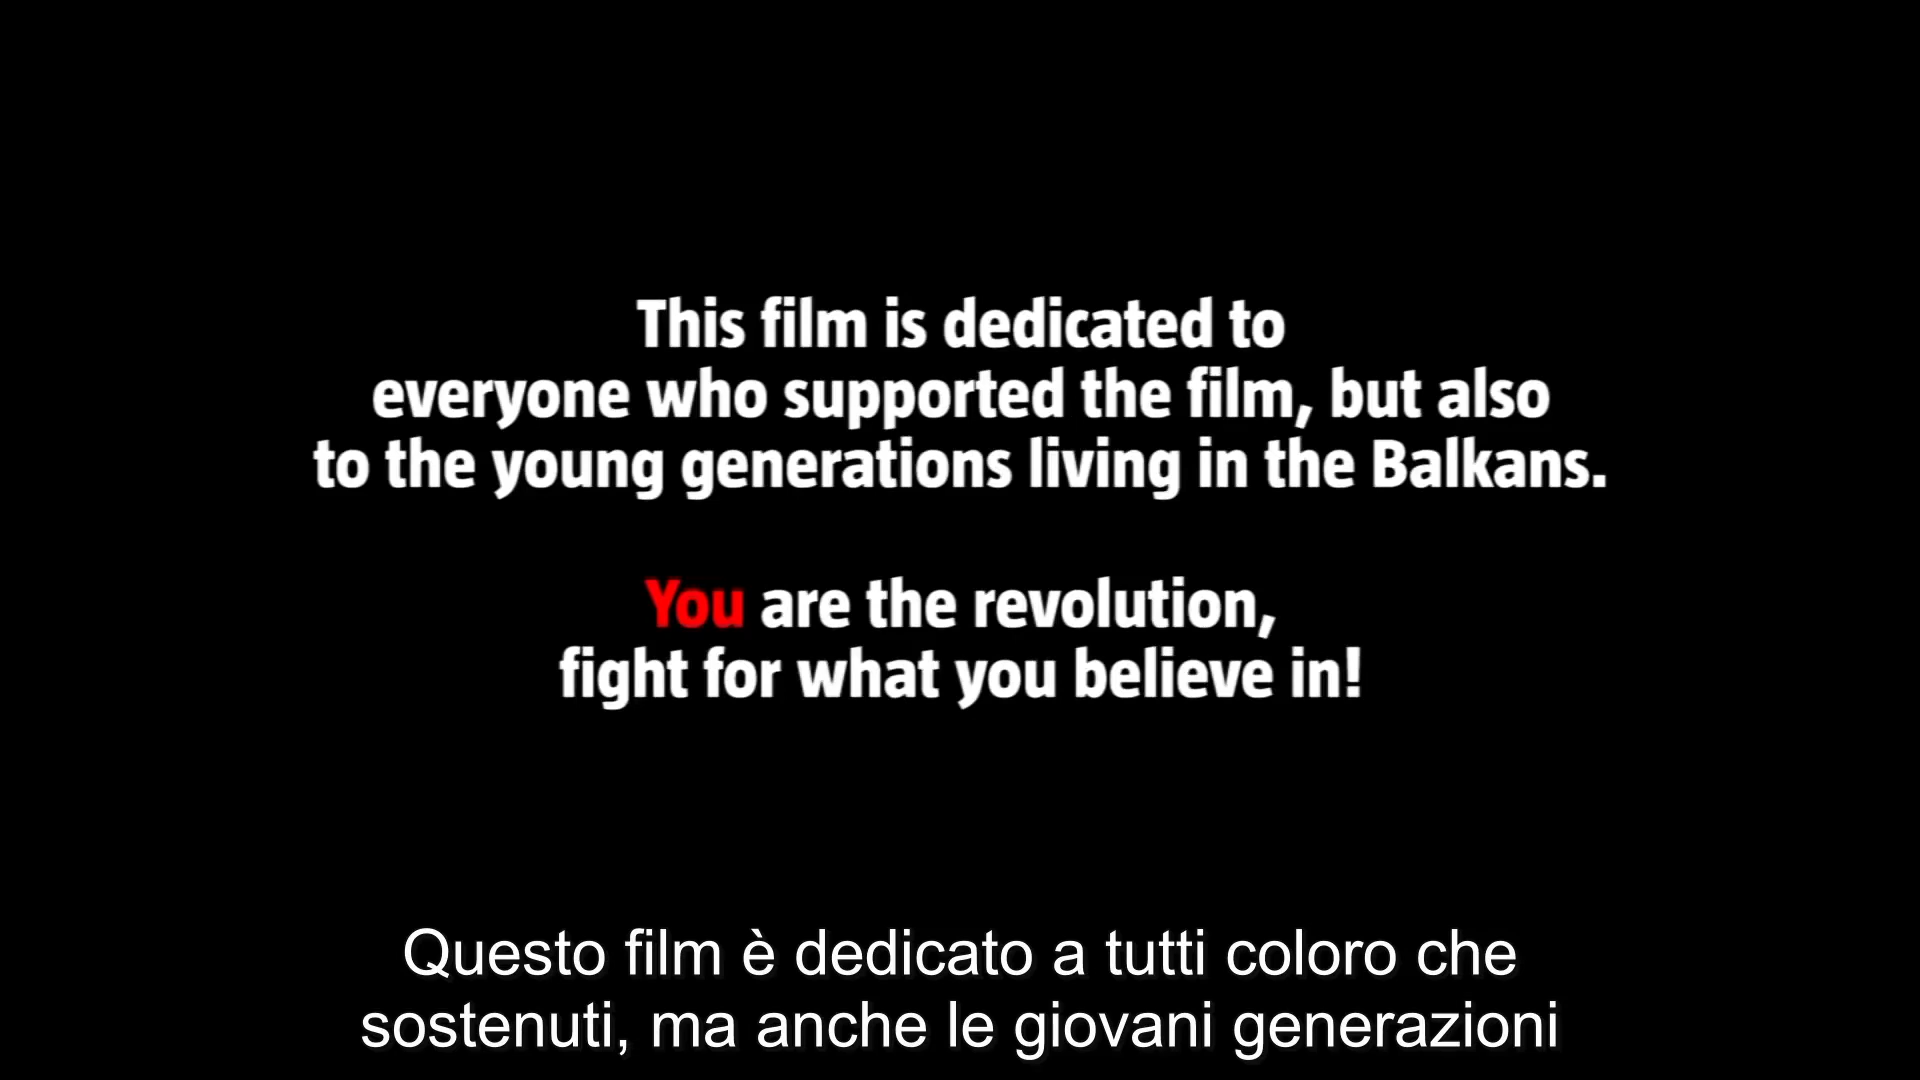 This film is dedicated to
everyone who supported the film, but also
to the young generations living in the Balkans.
You are the revolution,
fight for what you believe in!
Questo film è dedicato a tutti coloro che
sostenuti, ma anche le giovani generazioni